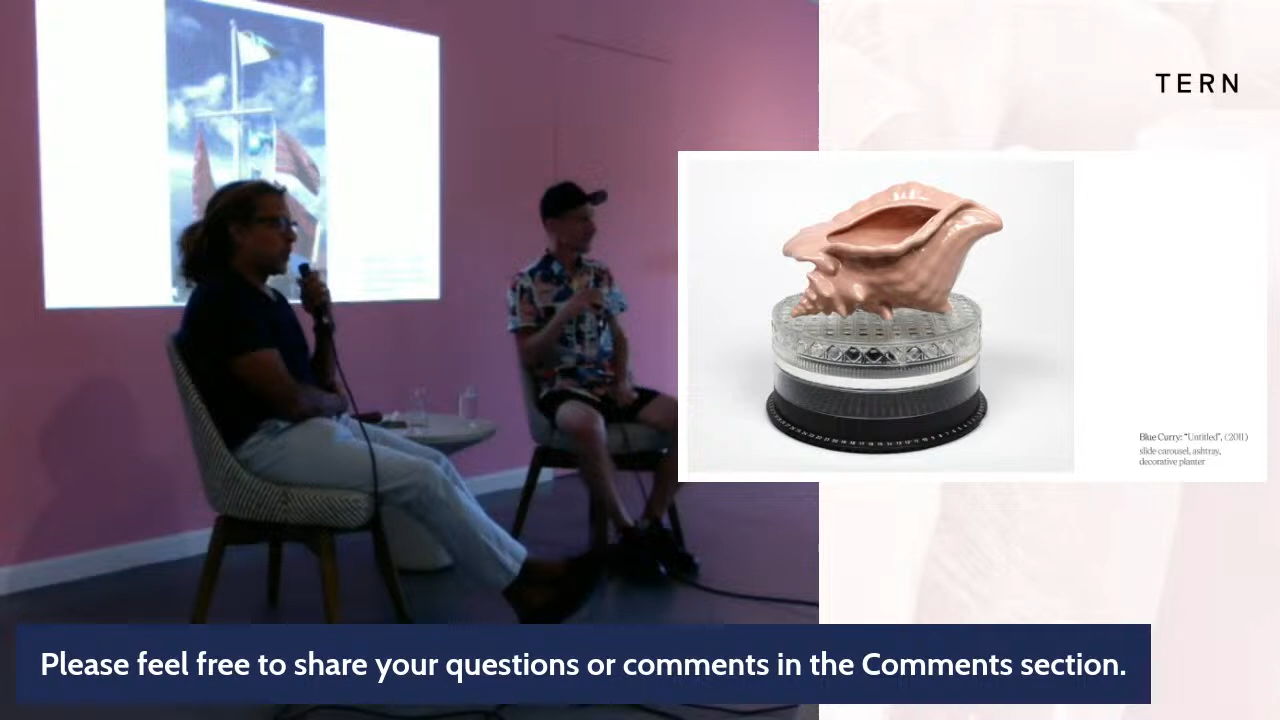 TERN
Blue Curry: "Untitled", (2011)
slide carousel, ashtray,
decorative planter
Please feel free to share your questions or comments in the Comments section.